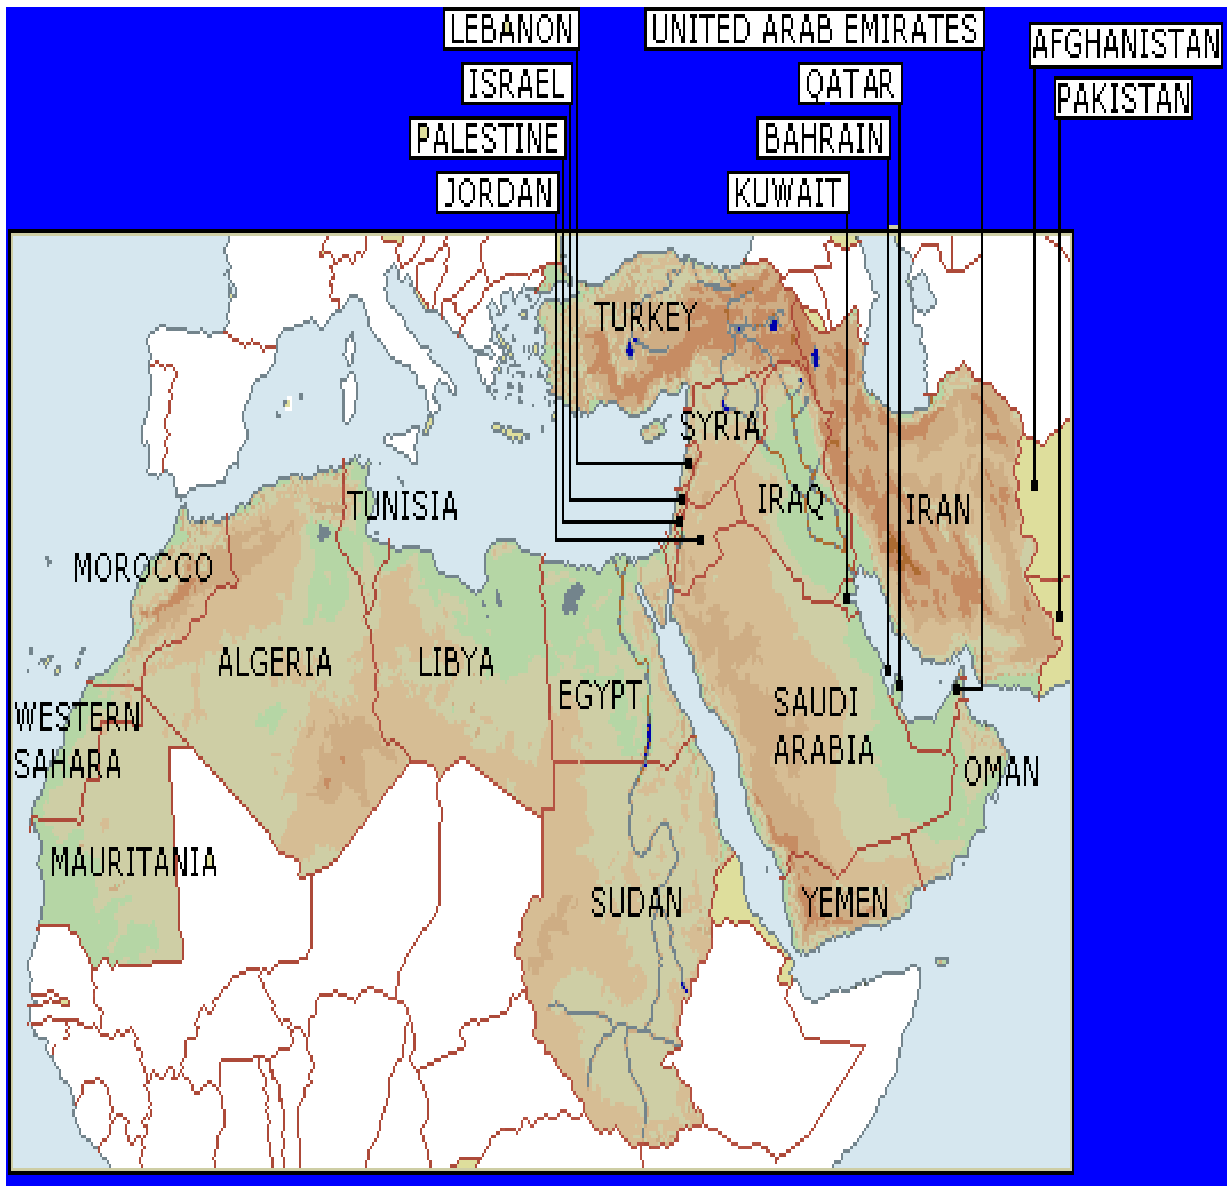 LEBANON
UNITED ARAB EMIRATES
AFGHANISTAN
ISRAEL
QATAR
PAKISTAN
PALESTINE
BAHRAIN
JORDAN
KUWAIT
TURKEY
SYRIA
TUNISIA
IRAQ
IRAN
MOROCCO
ALGERIA
LIBYA
EGYPT
SAUDI
ARABIA
WESTERN
SAHARA
OMAN
MAURITANIA
SUDAN
YEMEN